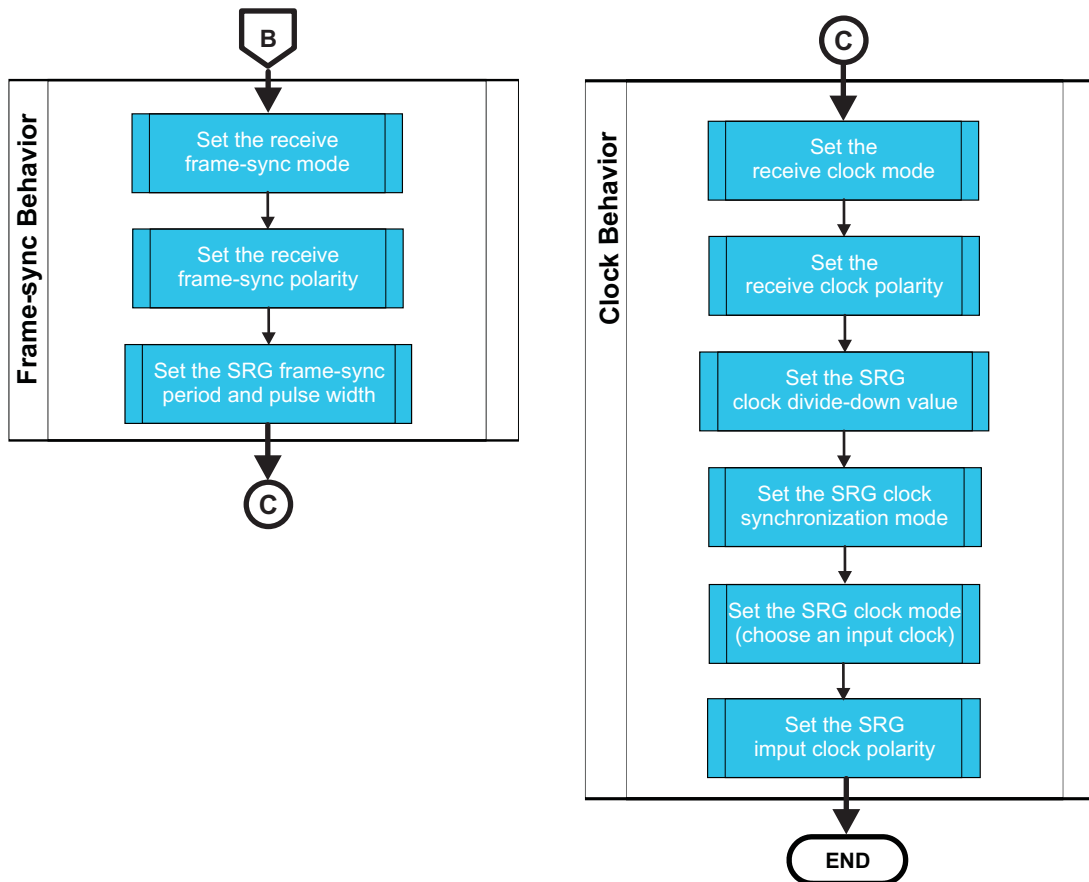 B
Frame-sync Behavior
Set the receive
frame-sync mode
Set the receive
frame-sync polarity
Set the SRG frame-sync
period and pulse width
C
C
Clock Behavior
Set the
receive clock mode
Set the
receive clock polarity
Set the SRG
clock divide-down value
Set the SRG clock
synchronization mode
Set the SRG clock mode
(choose an input clock)
Set the SRG
imput clock polarity
END